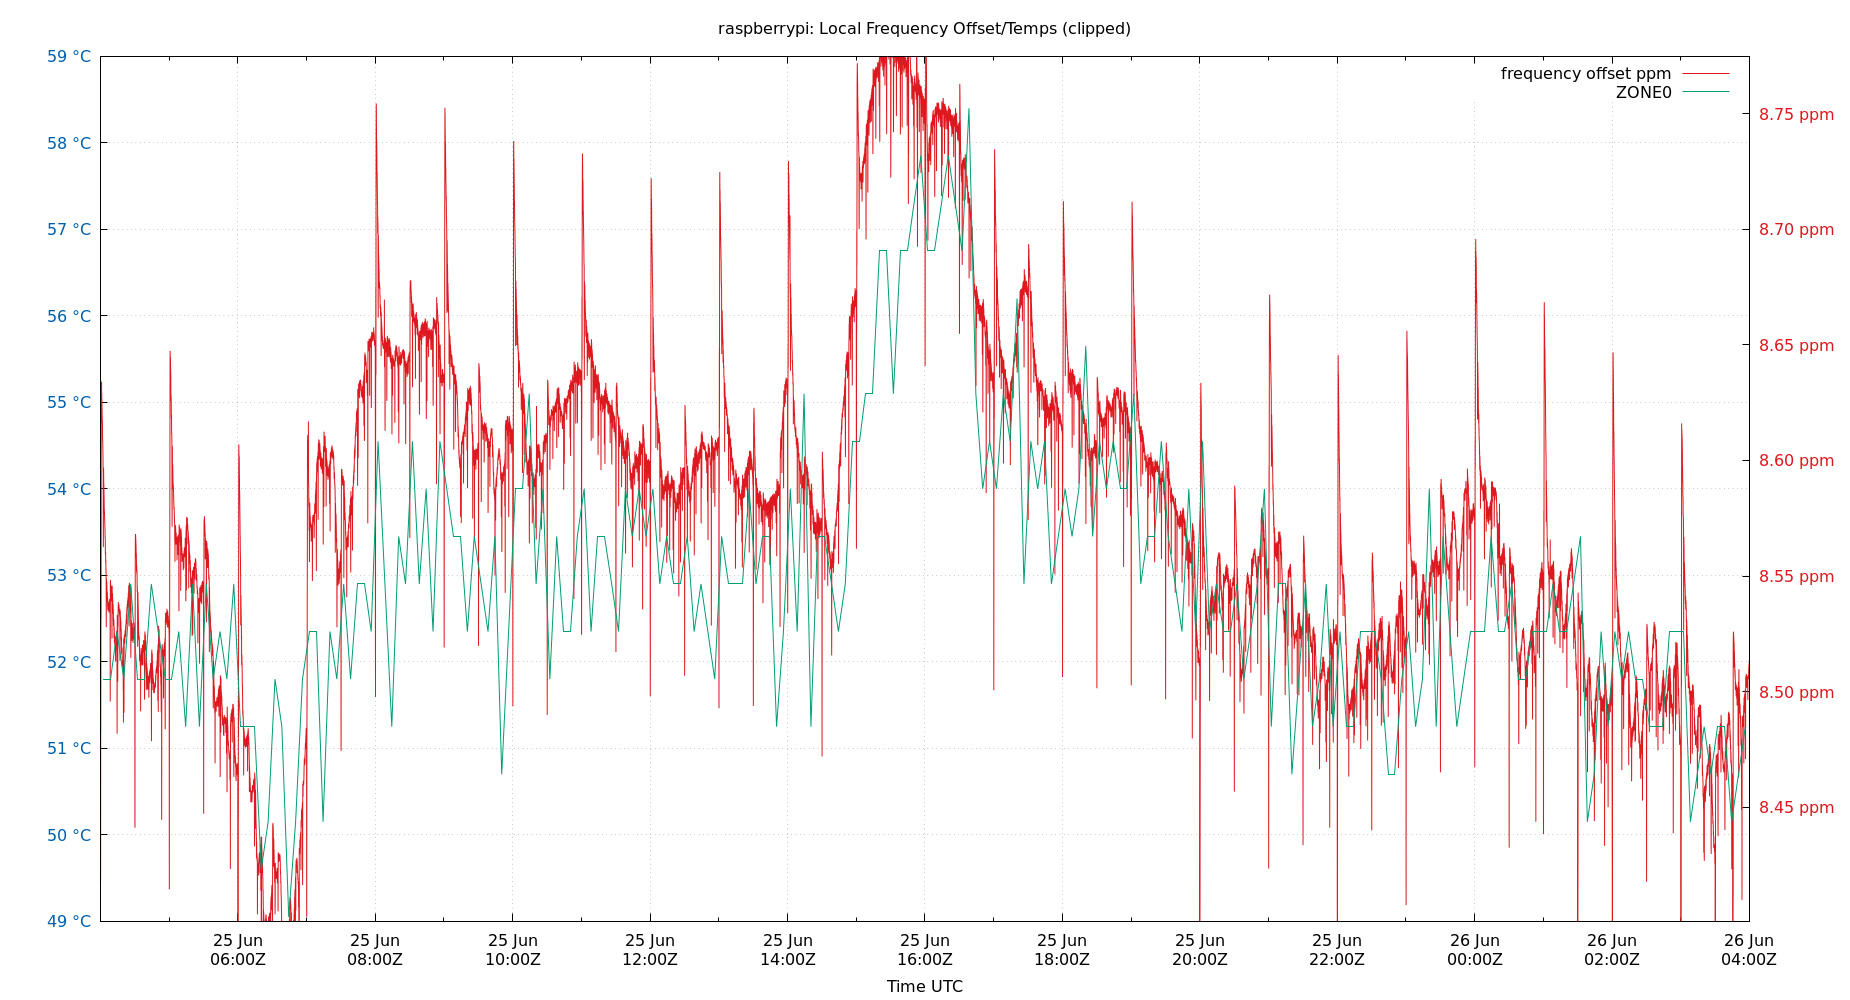 raspberrypi: Local Frequency Offset/Temps (clipped)
frequency offset ppm
ZONE0
59 °C
58 °C
57 °C
56 °C
55 °C
54 °C
53 °C
52 °C
51 °C
50 °C
49 °C
8.75 ppm
8.70 ppm
8.65 ppm
8.60 ppm
8.55 ppm
8.50 ppm
8.45 ppm
25 Jun
06:00Z
25 Jun
08:00Z
25 Jun
10:00Z
25 Jun
12:00Z
25 Jun
14:00Z
25 Jun
16:00Z
25 Jun
18:00Z
25 Jun
20:00Z
25 Jun
22:00Z
26 Jun
00:00Z
26 Jun
02:00Z
26 Jun
04:00Z
Time UTC